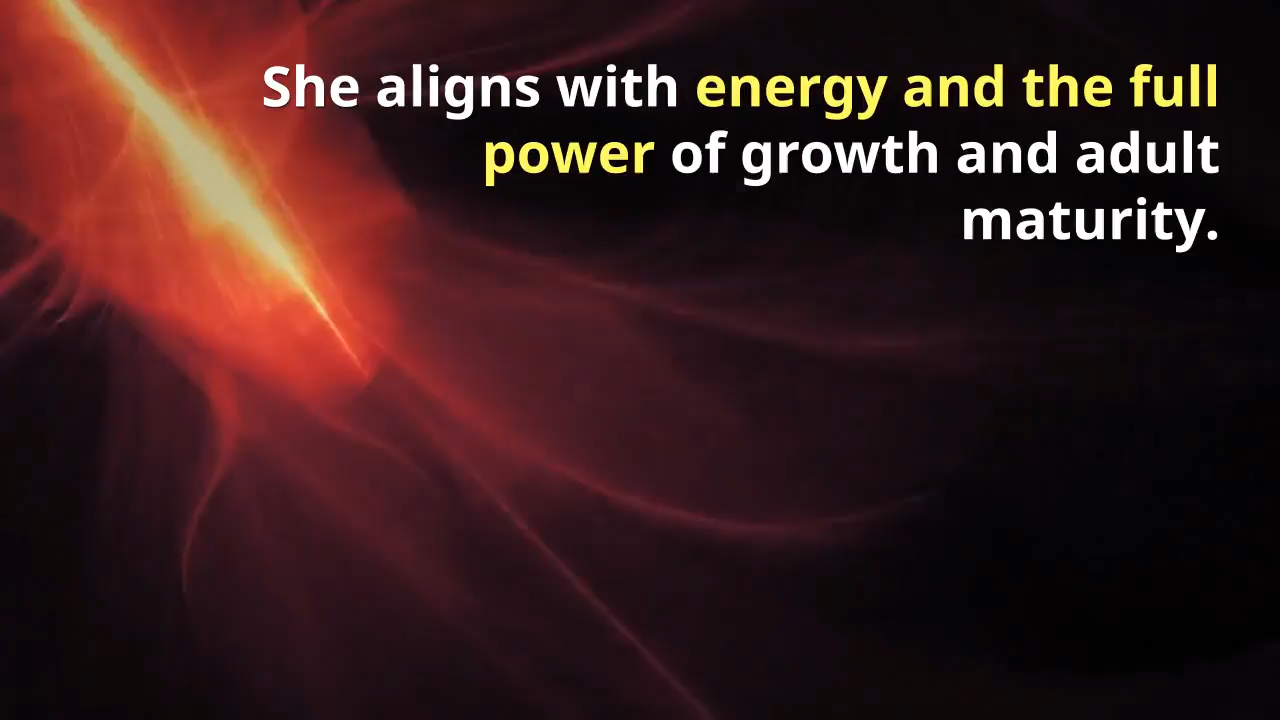 She aligns with energy and the full
power of growth and adult
maturity.